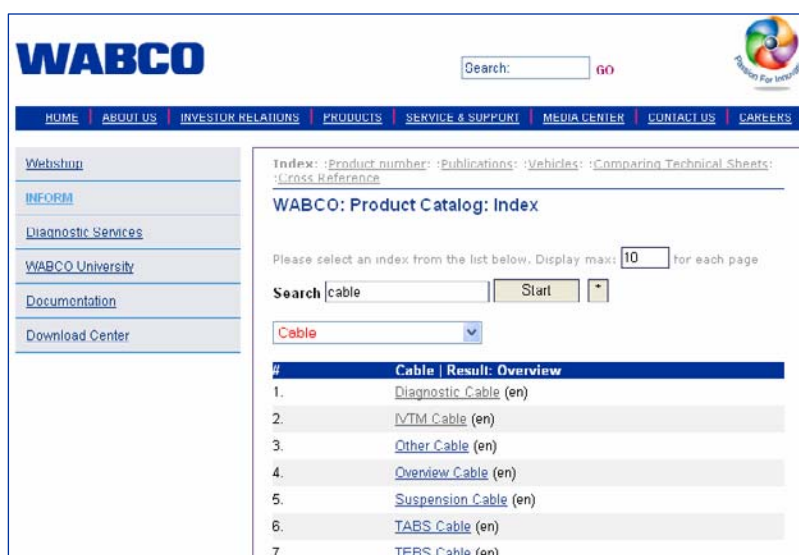 WABCO
Search:
GO
Passion For Innovati
HOME | ABOUT US | INVESTOR RELATIONS | PRODUCTS | SERVICE & SUPPORT | MEDIA CENTER | CONTACT US | CAREERS
Webshop
INFORM
Diagnostic Services
WABCO University
Documentation
Download Center
Index: :Product number: :Publications: :Vehicles: :Comparing Technical Sheets:
:Cross Reference
WABCO: Product Catalog: Index
Please select an index from the list below. Display max: 10 for each page
Search cable Start *
Cable
# Cable | Result: Overview
1. Diagnostic Cable (en)
2. IVTM Cable (en)
3. Other Cable (en)
4. Overview Cable (en)
5. Suspension Cable (en)
6. TABS Cable (en)
7. TEBS Cable (en)